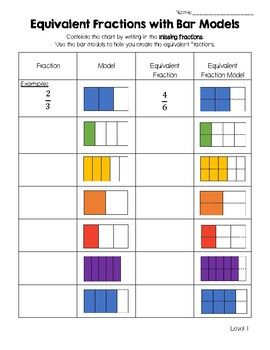 Name:
Equivalent Fractions with Bar Models
Complete the chart by writing in the missing fractions.
Use the bar models to help you create the equivalent fractions.
Fraction Model Equivalent Fraction Equivalent Fraction Model
Example:
2/3 4/6
Level 1